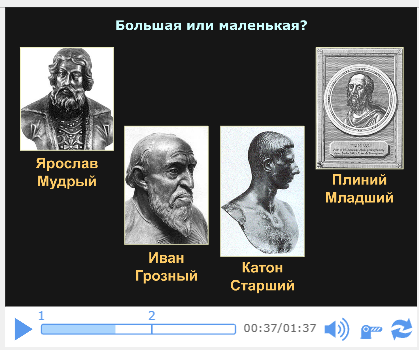 Большая или маленькая?
Ярослав
Мудрый
Иван
Грозный
Катон
Старший
Плиний
Младший
1
2
00:37/01:37